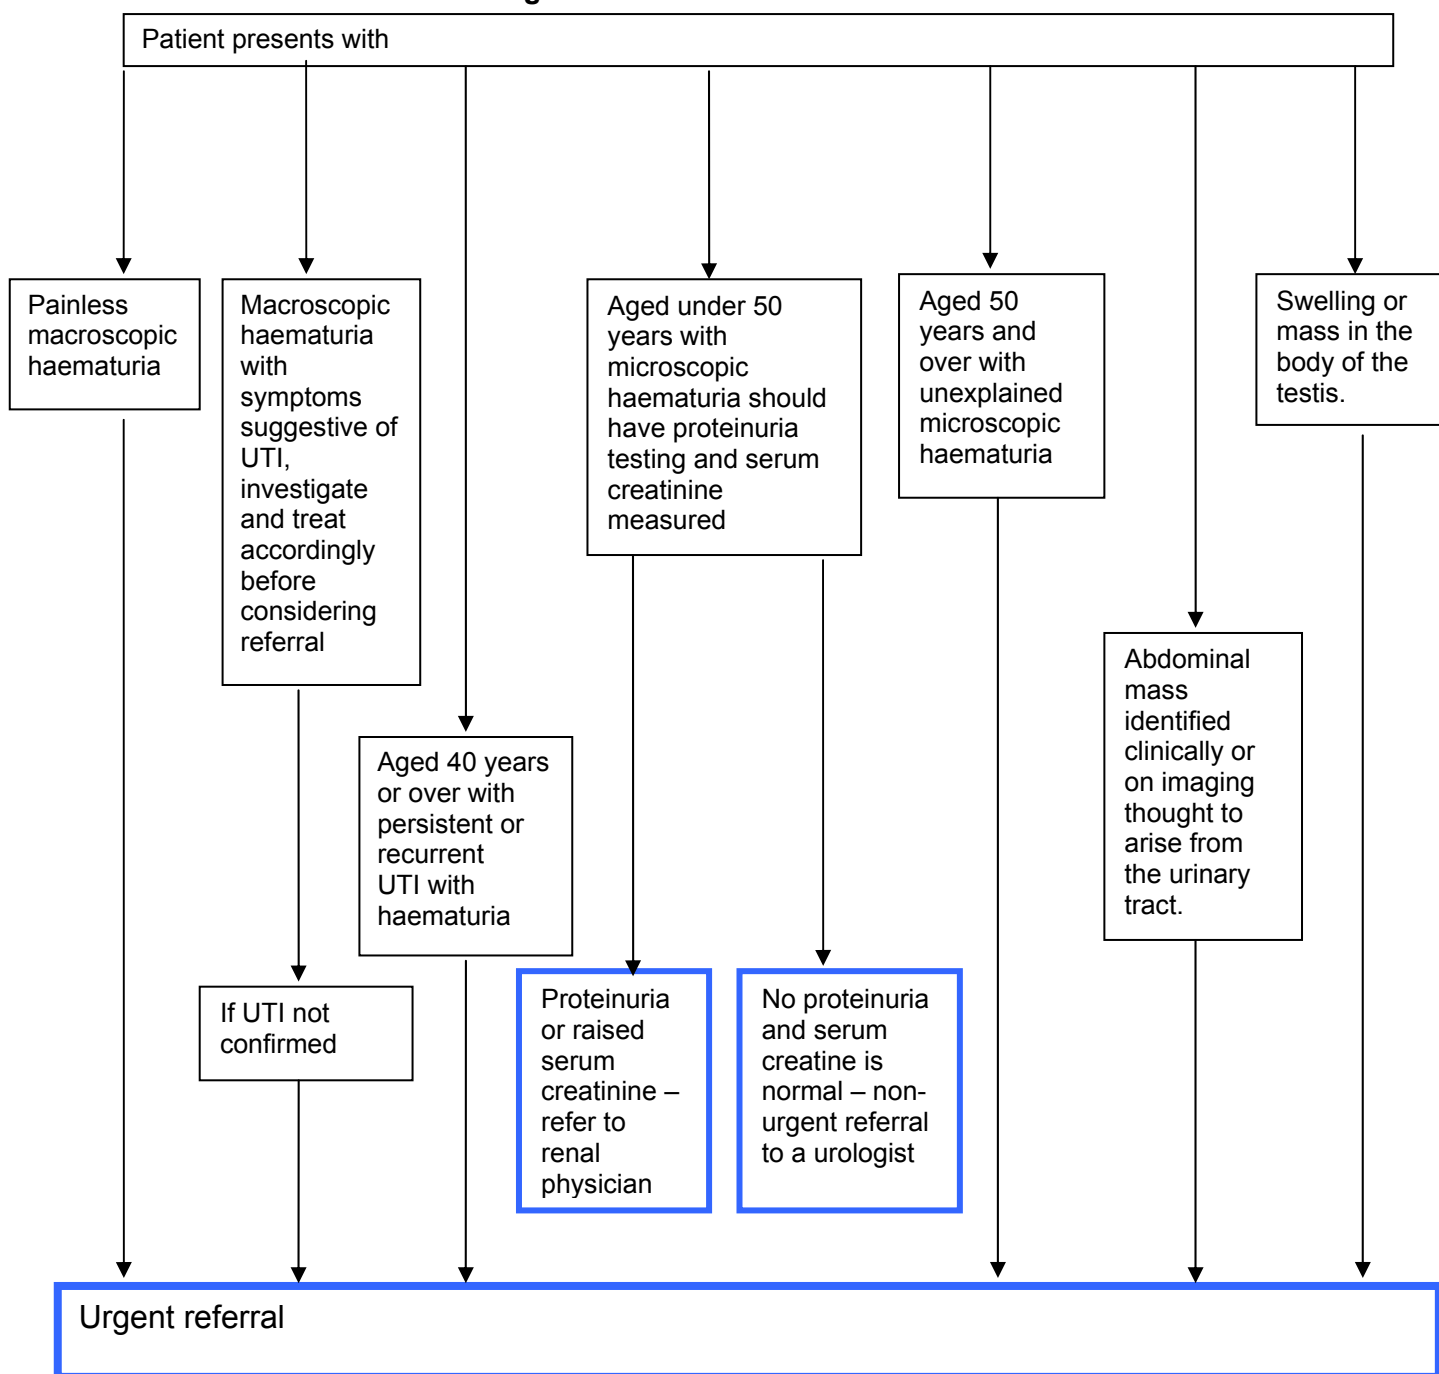 Patient presents with
Painless
macroscopic
haematuria
Macroscopic
haematuria
with
symptoms
suggestive of
UTI,
investigate
and treat
accordingly
before
considering
referral
Aged under 50
years with
microscopic
haematuria should
have proteinuria
testing and serum
creatinine
measured
Aged 50
years and
over with
unexplained
microscopic
haematuria
Swelling or
mass in the
body of the
testis.
Abdominal
mass
identified
clinically or
on imaging
thought to
arise from
the urinary
tract.
Aged 40 years
or over with
persistent or
recurrent
UTI with
haematuria
If UTI not
confirmed
Proteinuria
or raised
serum
creatinine –
refer to
renal
physician
No proteinuria
and serum
creatine is
normal – non-
urgent referral
to a urologist
Urgent referral